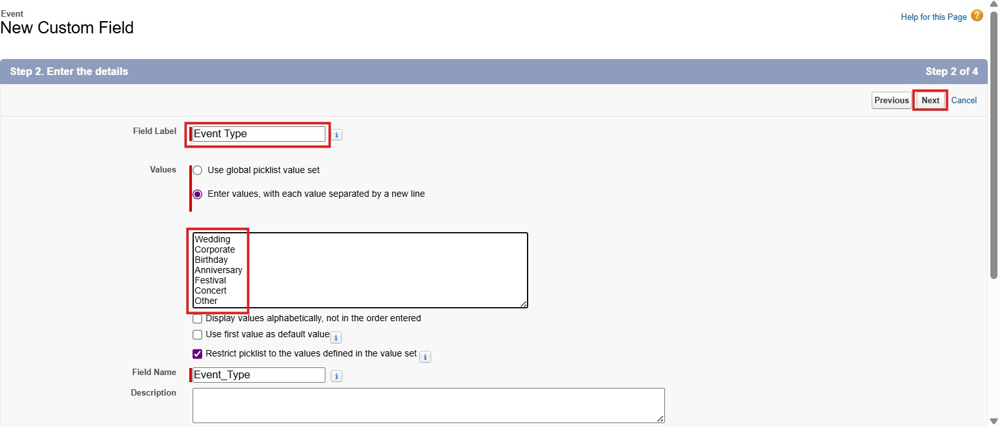 Event
New Custom Field
Help for this Page ?
Step 2. Enter the details
Step 2 of 4
Previous Next Cancel
Field Label Event Type i
Values Use global picklist value set
Enter values, with each value separated by a new line
Wedding
Corporate
Birthday
Anniversary
Festival
Concert
Other
Display values alphabetically, not in the order entered
Use first value as default value i
Restrict picklist to the values defined in the value set i
Field Name Event_Type i
Description